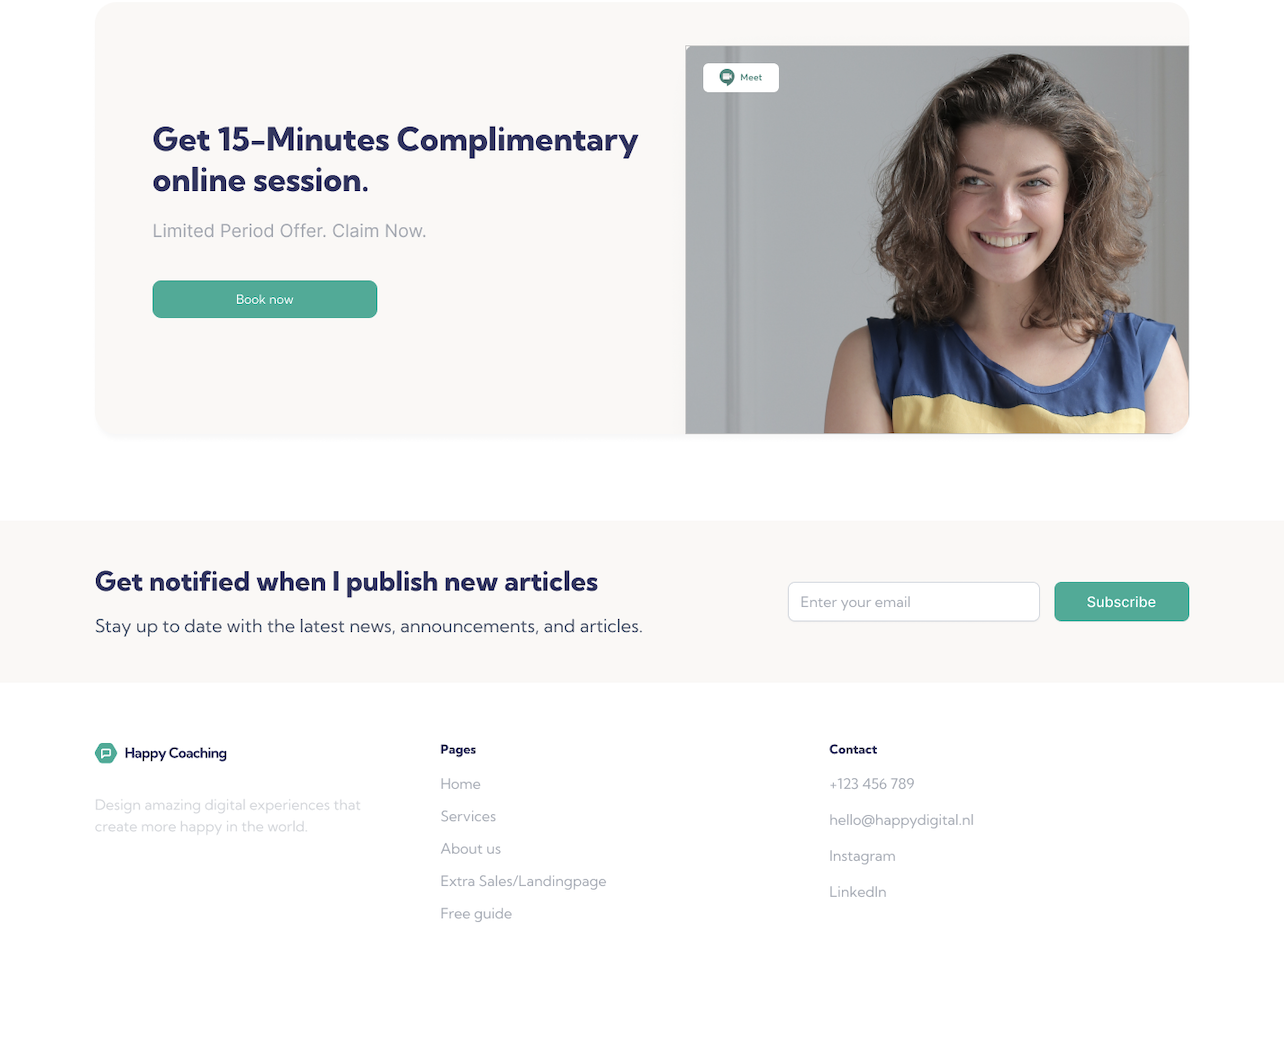 Meet
Get 15-Minutes Complimentary
online session.
Limited Period Offer. Claim Now.
Book now
Get notified when I publish new articles
Stay up to date with the latest news, announcements, and articles.
Enter your email
Subscribe
Happy Coaching
Design amazing digital experiences that
create more happy in the world.
Pages
Home
Services
About us
Extra Sales/Landingpage
Free guide
Contact
+123 456 789
hello@happydigital.nl
Instagram
LinkedIn